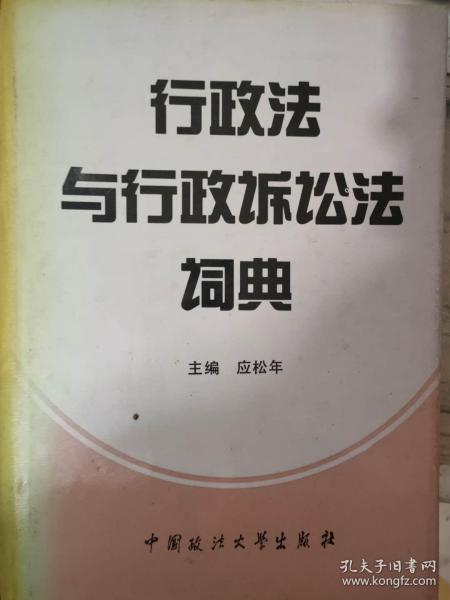 行政法
与行政诉讼法
词典
主编 应松年
中国政法大学出版社
孔夫子旧书网
www.kongfz.com